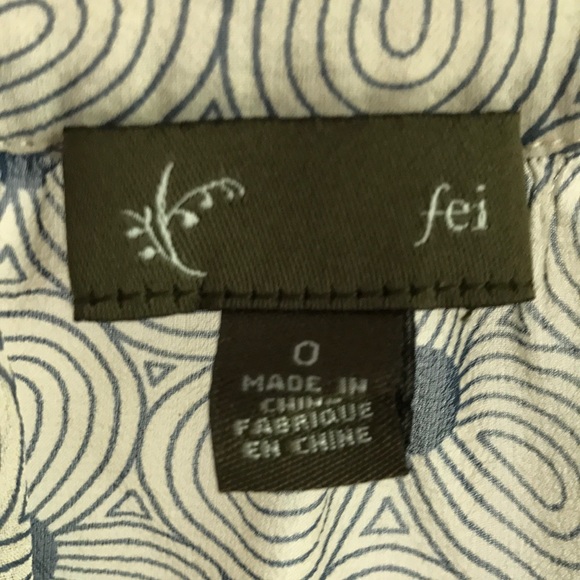 fei
0
MADE IN
CHINA
FABRIQUE
EN CHINE